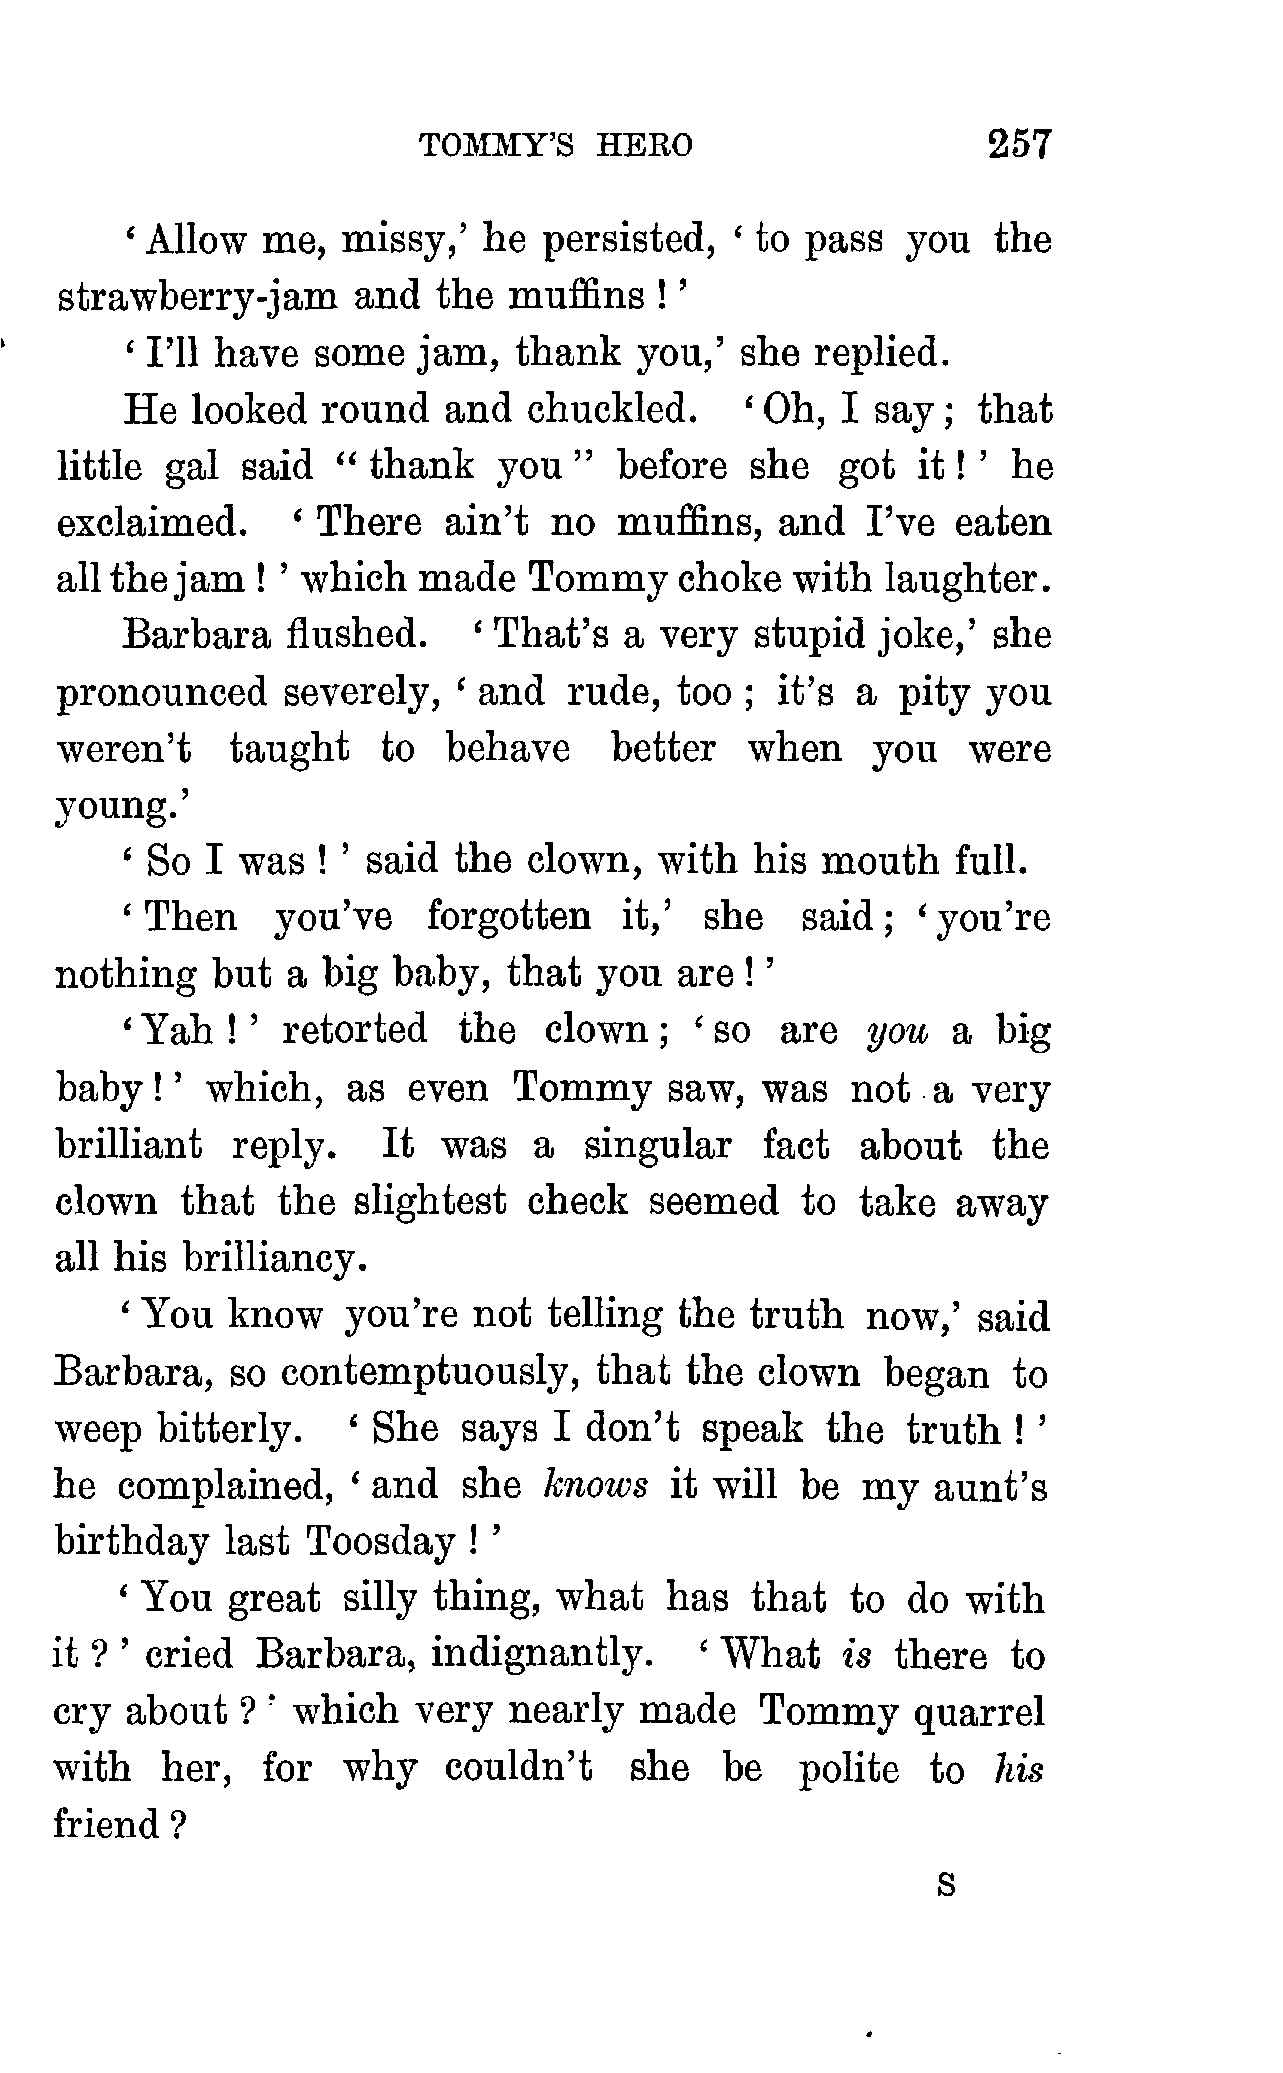 TOMMY'S HERO 257
‘ Allow me, missy,’ he persisted, ‘ to pass you the
strawberry-jam and the muffins ! ’
‘ I’ll have some jam, thank you,’ she replied.
He looked round and chuckled. ‘ Oh, I say ; that
little gal said “ thank you ” before she got it ! ’ he
exclaimed. ‘ There ain’t no muffins, and I’ve eaten
all the jam ! ’ which made Tommy choke with laughter.
Barbara flushed. ‘ That’s a very stupid joke,’ she
pronounced severely, ‘ and rude, too ; it’s a pity you
weren’t taught to behave better when you were
young.’
‘ So I was ! ’ said the clown, with his mouth full.
‘ Then you’ve forgotten it,’ she said ; ‘ you’re
nothing but a big baby, that you are ! ’
‘ Yah ! ’ retorted the clown ; ‘ so are you a big
baby ! ’ which, as even Tommy saw, was not a very
brilliant reply. It was a singular fact about the
clown that the slightest check seemed to take away
all his brilliancy.
‘ You know you’re not telling the truth now,’ said
Barbara, so contemptuously, that the clown began to
weep bitterly. ‘ She says I don’t speak the truth ! ’
he complained, ‘ and she knows it will be my aunt’s
birthday last Toosday ! ’
‘ You great silly thing, what has that to do with
it ? ’ cried Barbara, indignantly. ‘ What is there to
cry about ? ’ which very nearly made Tommy quarrel
with her, for why couldn’t she be polite to his
friend ?
S